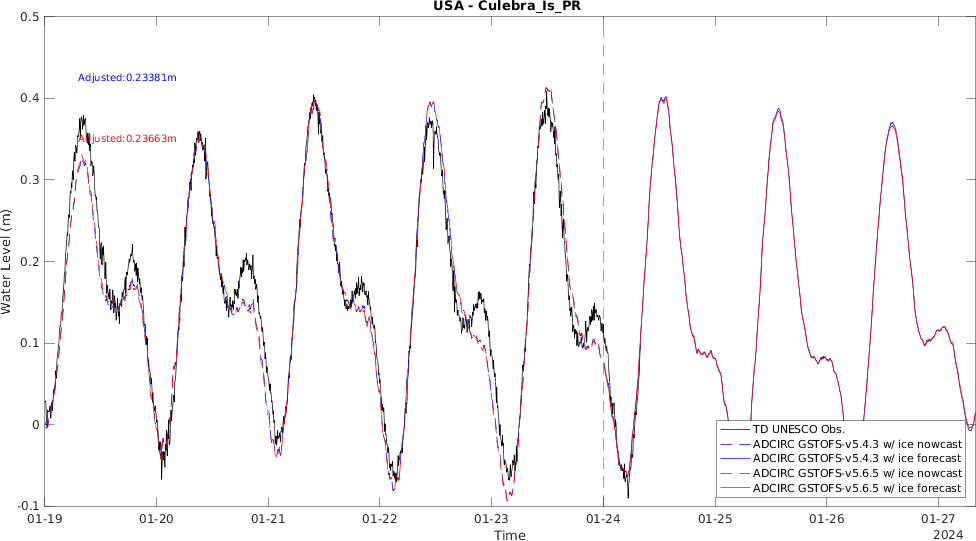 USA - Culebra_Is_PR
0.5
0.4
0.3
0.2
0.1
0
-0.1
Water Level (m)
Adjusted:0.23381m
Adjusted:0.23663m
TD UNESCO Obs.
ADCIRC GSTOFS-v5.4.3 w/ ice nowcast
ADCIRC GSTOFS-v5.4.3 w/ ice forecast
ADCIRC GSTOFS-v5.6.5 w/ ice nowcast
ADCIRC GSTOFS-v5.6.5 w/ ice forecast
01-19 01-20 01-21 01-22 01-23 01-24 01-25 01-26 01-27
Time
2024